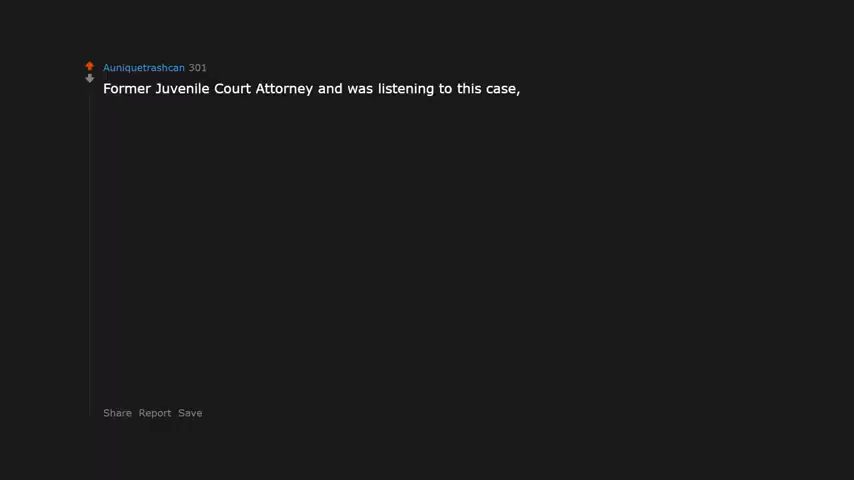 Auniquetrashcan 301
Former Juvenile Court Attorney and was listening to this case,
Share Report Save